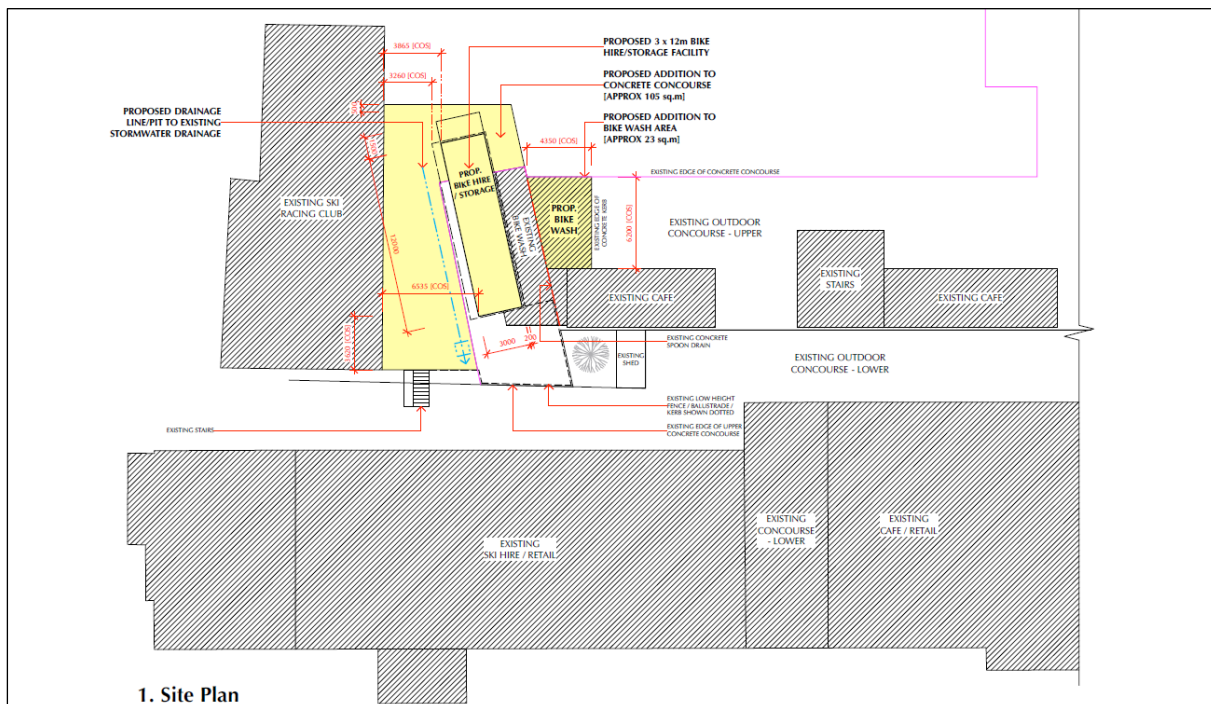 3865 [COS]
3260 [COS]
PROPOSED 3 x 12m BIKE
HIRE/STORAGE FACILITY
PROPOSED ADDITION TO
CONCRETE CONCOURSE
[APPROX 105 sq.m]
PROPOSED DRAINAGE
LINE/PIT TO EXISTING
STORMWATER DRAINAGE
PROPOSED ADDITION TO
BIKE WASH AREA
[APPROX 23 sq.m]
500
1500
4350 [COS]
EXISTING EDGE OF CONCRETE CONCOURSE
PROP.
BIKE HIRE
/ STORAGE
EXISTING
BIKE WASH
PROP.
BIKE
WASH
EXISTING EDGE OF
CONCRETE KERB
6200 [COS]
EXISTING SKI
RACING CLUB
EXISTING OUTDOOR
CONCOURSE - UPPER
12000
6535 [COS]
EXISTING
STAIRS
EXISTING CAFE
EXISTING CAFE
3000
200
EXISTING CONCRETE
SPOON DRAIN
EXISTING
SHED
EXISTING OUTDOOR
CONCOURSE - LOWER
EXISTING LOW HEIGHT
FENCE / BALUSTRADE /
KERB SHOWN DOTTED
EXISTING STAIRS
EXISTING EDGE OF UPPER
CONCRETE CONCOURSE
EXISTING
SKI HIRE / RETAIL
EXISTING
CONCOURSE
- LOWER
EXISTING
CAFE / RETAIL
1. Site Plan